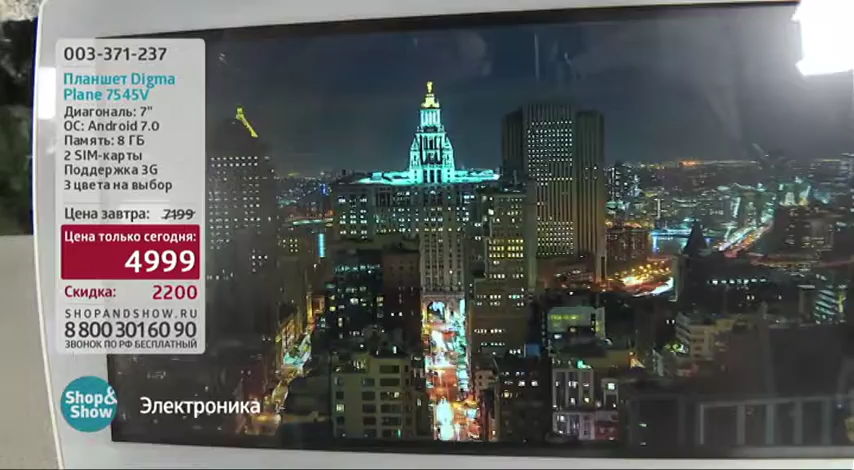 003-371-237
Планшет Digma
Plane 7545V
Диагональ: 7"
ОС: Android 7.0
Память: 8 ГБ
2 SIM-карты
Поддержка 3G
3 цвета на выбор
Цена завтра: 7199
Цена только сегодня:
4999
Скидка: 2200
SHOPANDSHOW.RU
8 800 301 60 90
ЗВОНОК ПО РФ БЕСПЛАТНЫЙ
Shop&
Show
Электроника